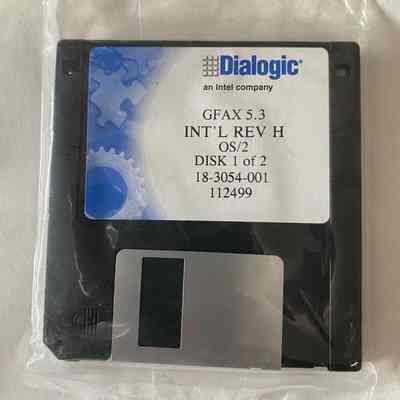 Dialogic
an Intel company
GFAX 5.3
INT'L REV H
OS/2
DISK 1 of 2
18-3054-001
112499